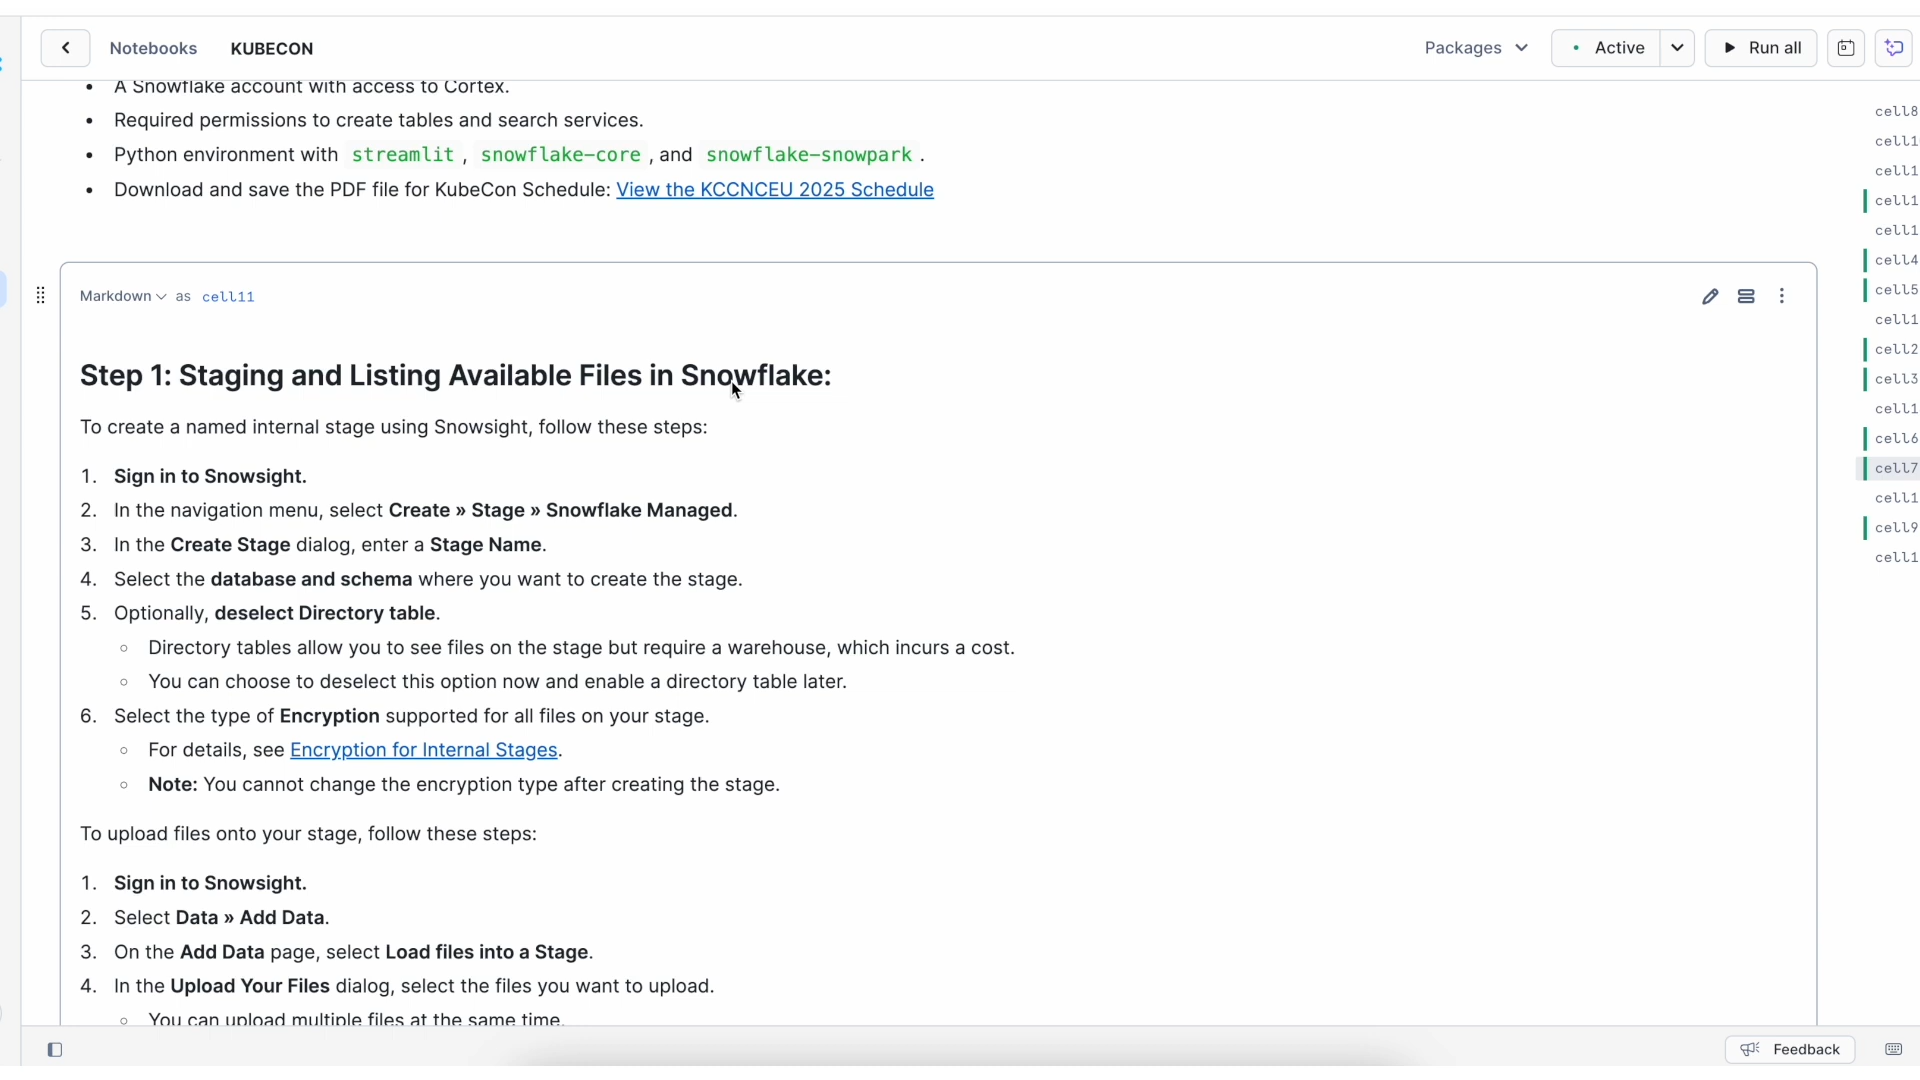 Notebooks KUBECON Packages Active Run all
A Snowflake account with access to Cortex.
Required permissions to create tables and search services.
Python environment with streamlit , snowflake-core , and snowflake-snowpark .
Download and save the PDF file for KubeCon Schedule: View the KCCNCEU 2025 Schedule
Markdown as cell11
Step 1: Staging and Listing Available Files in Snowflake:
To create a named internal stage using Snowsight, follow these steps:
1. Sign in to Snowsight.
2. In the navigation menu, select Create » Stage » Snowflake Managed.
3. In the Create Stage dialog, enter a Stage Name.
4. Select the database and schema where you want to create the stage.
5. Optionally, deselect Directory table.
Directory tables allow you to see files on the stage but require a warehouse, which incurs a cost.
You can choose to deselect this option now and enable a directory table later.
6. Select the type of Encryption supported for all files on your stage.
For details, see Encryption for Internal Stages.
Note: You cannot change the encryption type after creating the stage.
To upload files onto your stage, follow these steps:
1. Sign in to Snowsight.
2. Select Data » Add Data.
3. On the Add Data page, select Load files into a Stage.
4. In the Upload Your Files dialog, select the files you want to upload.
You can upload multiple files at the same time.
cell8
cell1
cell1
cell1
cell1
cell4
cell5
cell1
cell2
cell3
cell1
cell6
cell7
cell1
cell9
cell1
Feedback